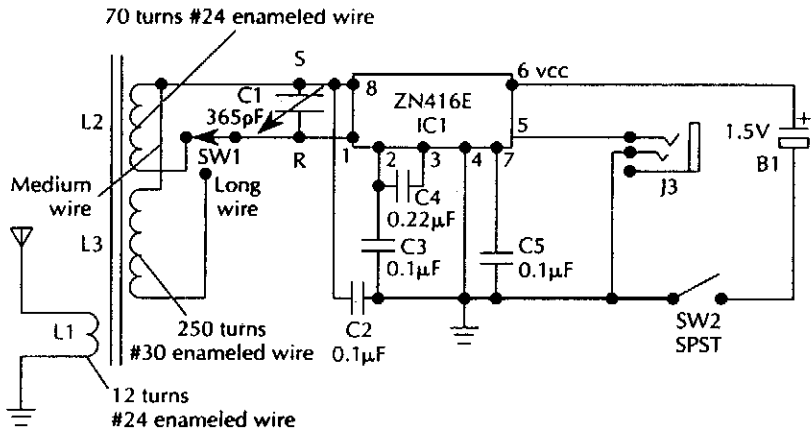 70 turns #24 enameled wire
S
6 vcc
C1
8
ZN416E
365pF
IC1
L2
5
1.5V
+
SW1
R
1
2
3
4
7
B1
Medium
wire
Long
wire
C4
0.22µF
J3
L3
C3
0.1µF
C5
0.1µF
L1
250 turns
#30 enameled wire
C2
0.1µF
SW2
SPST
12 turns
#24 enameled wire